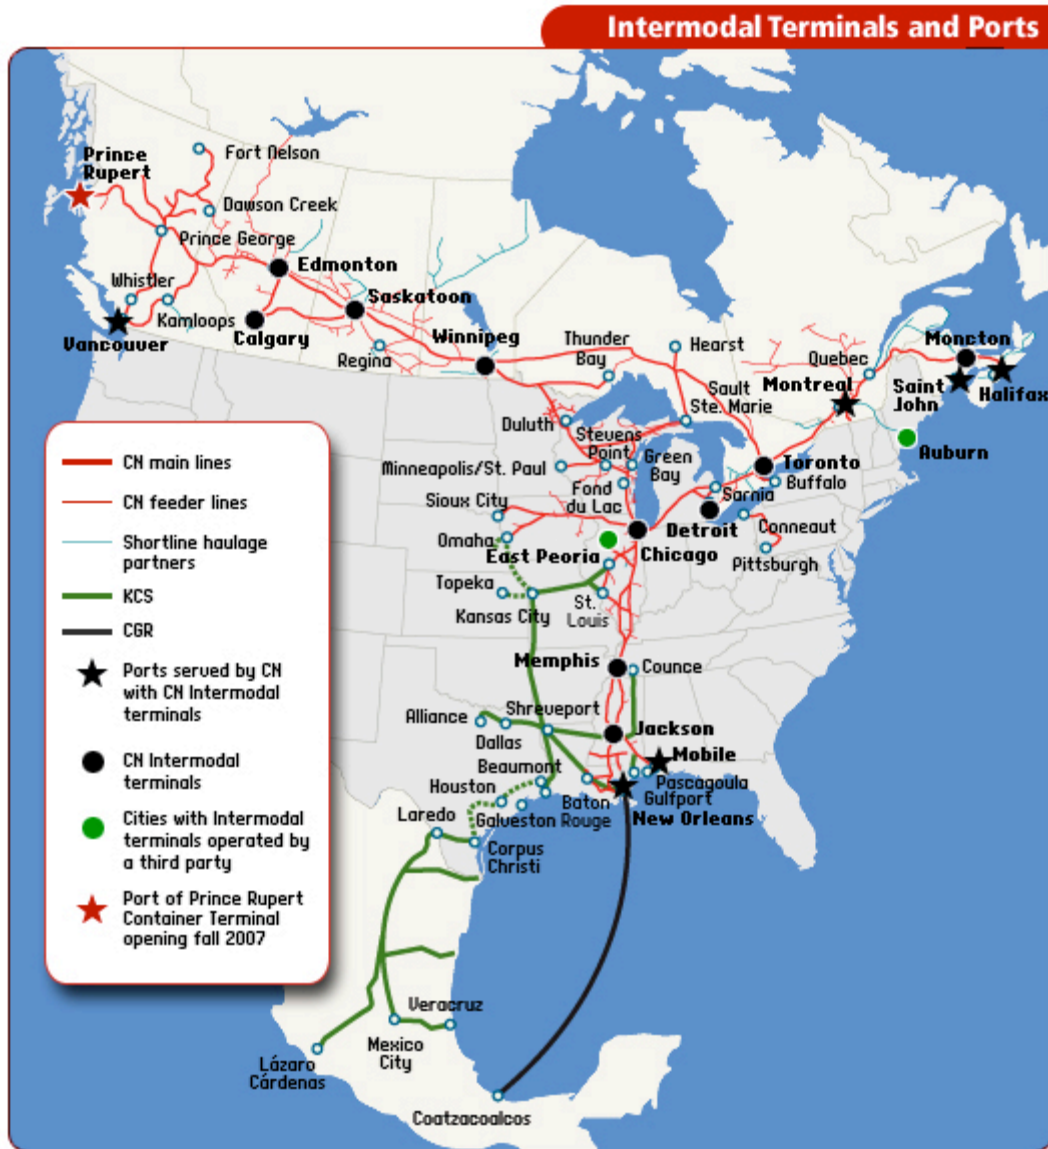 Intermodal Terminals and Ports
Prince
Rupert
Fort Nelson
Dawson Creek
Prince George
Edmonton
Whistler
Saskatoon
Kamloops
Calgary
Vancouver
Regina
Winnipeg
Thunder
Bay
Hearst
Sault
Ste. Marie
Quebec
Montreal
Moncton
Saint
John
Halifax
Auburn
Duluth
Stevens
Point
Green
Bay
Minneapolis/St. Paul
Fond
du Lac
Toronto
Buffalo
Sarnia
Sioux City
Detroit
Conneaut
Omaha
East Peoria
Chicago
Pittsburgh
Topeka
Kansas City
St.
Louis
Memphis
Counce
Shreveport
Alliance
Dallas
Jackson
Mobile
Beaumont
Pascagoula
Houston
Baton
Rouge
Gulfport
Galveston
New Orleans
Laredo
Corpus
Christi
Veracruz
Mexico
City
Lázaro
Cárdenas
Coatzacoalcos
CN main lines
CN feeder lines
Shortline haulage
partners
KCS
CGR
Ports served by CN
with CN Intermodal
terminals
CN Intermodal
terminals
Cities with Intermodal
terminals operated by
a third party
Port of Prince Rupert
Container Terminal
opening fall 2007